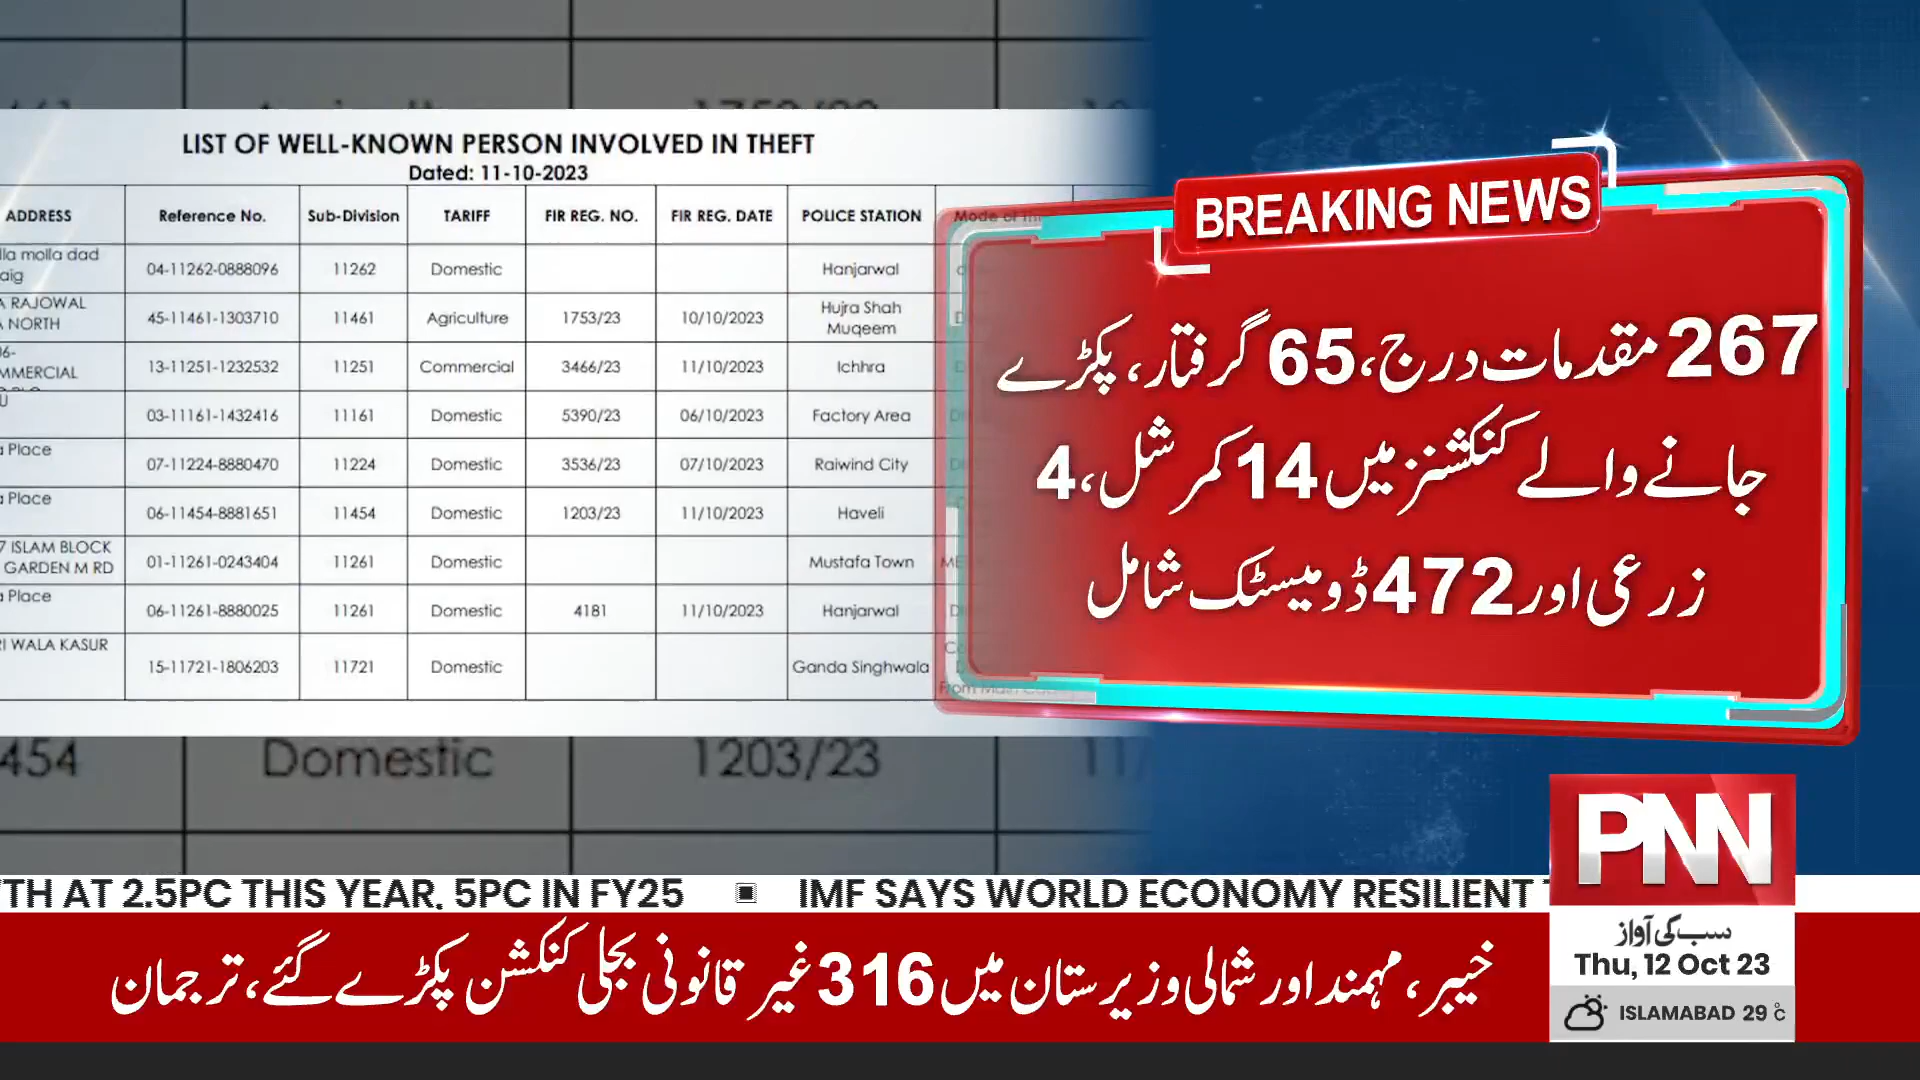 LIST OF WELL-KNOWN PERSON INVOLVED IN THEFT
Dated: 11-10-2023
ADDRESS Reference No. Sub-Division TARIFF FIR REG. NO. FIR REG. DATE POLICE STATION Mode of
lla molla dad
aig 04-11262-0888096 11262 Domestic Hanjarwal
A RAJOWAL
NORTH 45-11461-1303710 11461 Agriculture 1753/23 10/10/2023 Hujra Shah
Muqeem
MMERCIAL 13-11251-1232532 11251 Commercial 3466/23 11/10/2023 Ichhra
03-11161-1432416 11161 Domestic 5390/23 06/10/2023 Factory Area
Place 07-11224-8880470 11224 Domestic 3536/23 07/10/2023 Raiwind City
Place 06-11454-8881651 11454 Domestic 1203/23 11/10/2023 Haveli
7 ISLAM BLOCK
GARDEN M RD 01-11261-0243404 11261 Domestic Mustafa Town
Place 06-11261-8880025 11261 Domestic 4181 11/10/2023 Hanjarwal
RI WALA KASUR
15-11721-1806203 11721 Domestic Ganda Singhwala
454 Domestic 1203/23 11/
BREAKING NEWS
267 مقدمات درج، 65 گرفتار، پکڑے
جانے والے کنکشنز میں 14 کمرشل، 4
زرعی اور 472 ڈومیسٹک شامل
PNN
سب کی آواز
Thu, 12 Oct 23
ISLAMABAD 29 °c
TH AT 2.5PC THIS YEAR, 5PC IN FY25 IMF SAYS WORLD ECONOMY RESILIENT
خیبر، مہمند اور شمالی وزیرستان میں 316 غیر قانونی بجلی کنکشن پکڑے گئے، ترجمان